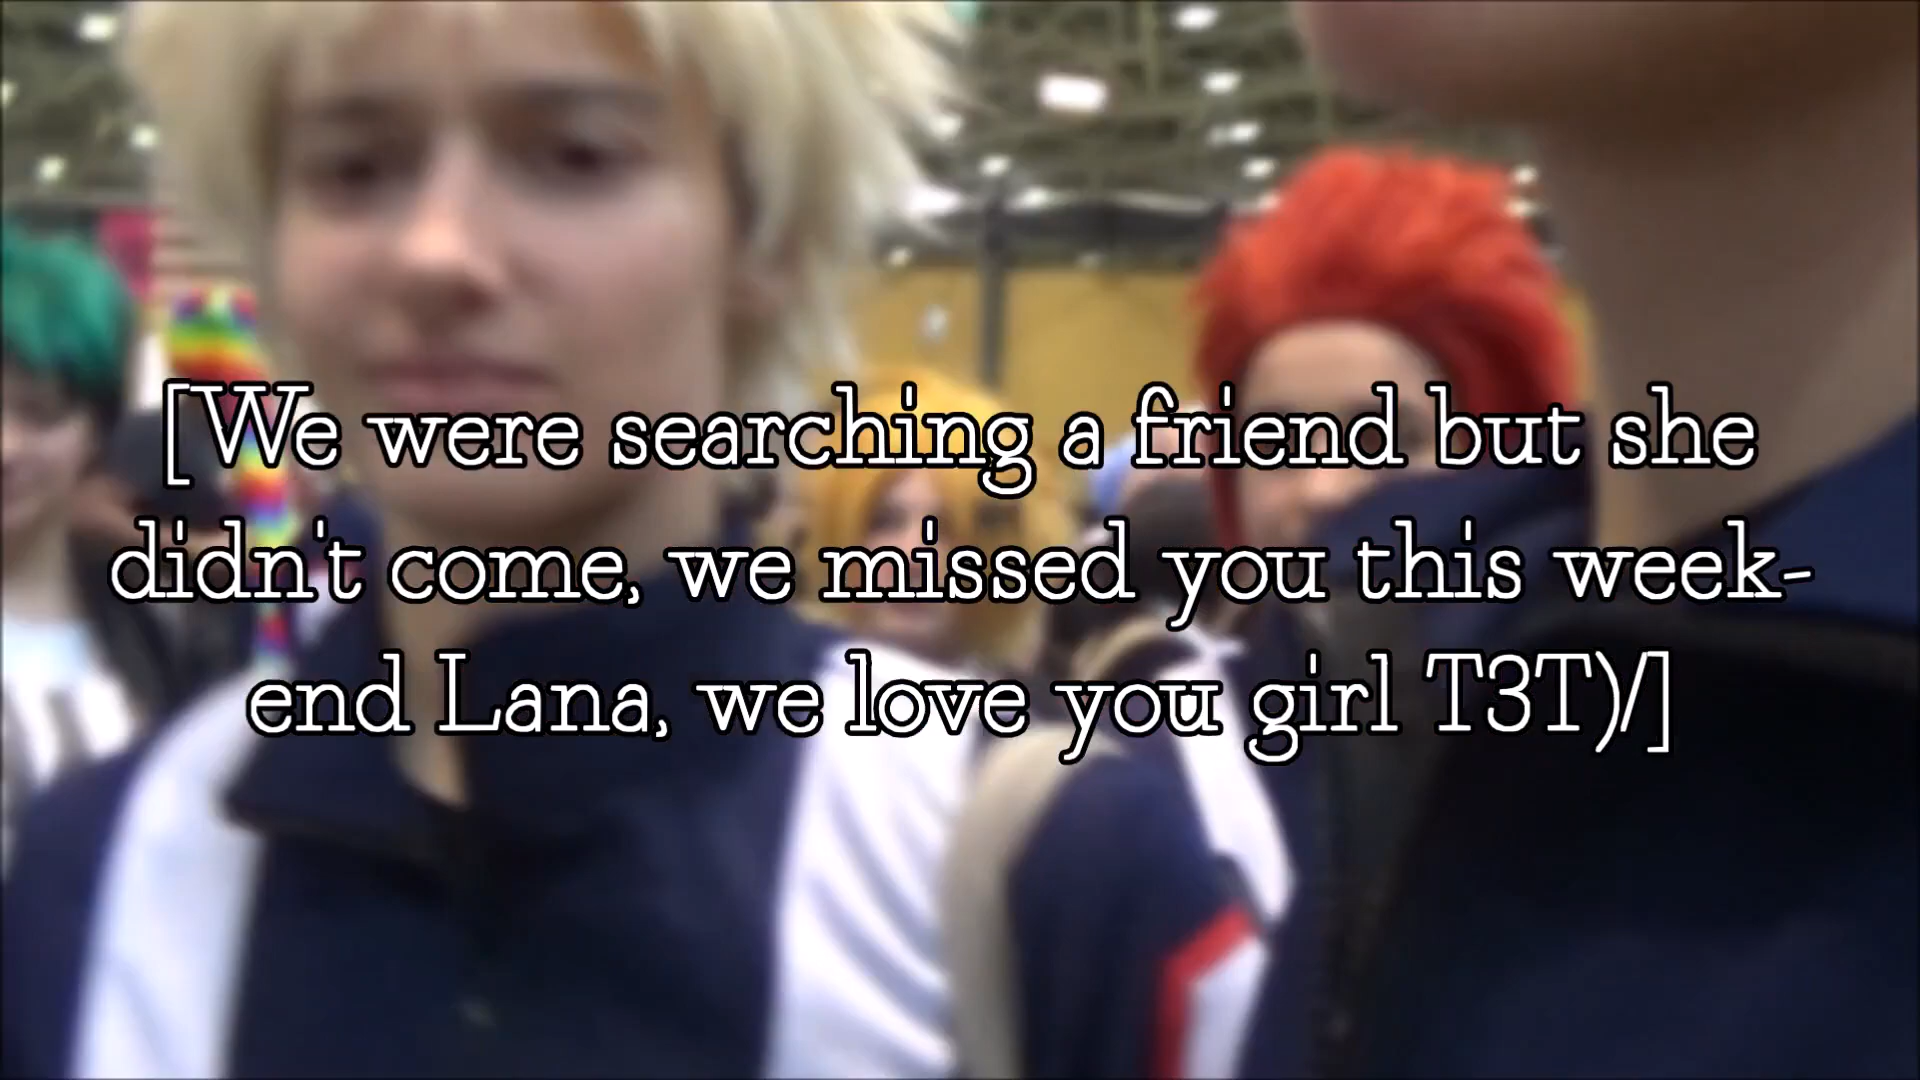 [We were searching a friend but she
didn't come, we missed you this week-
end Lana, we love you girl T3T)/]